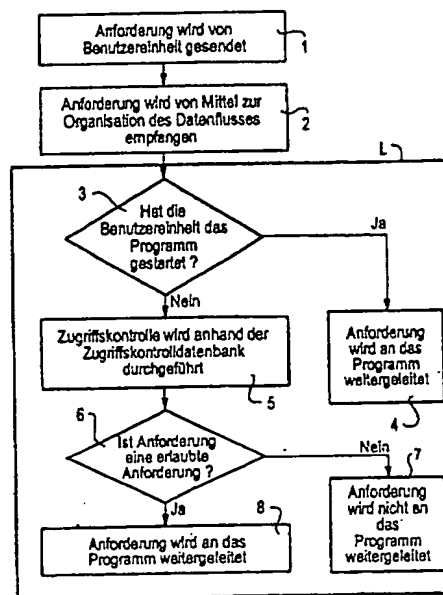 Anforderung wird von
Benutzereinheit gesendet
1
Anforderung wird von Mittel zur
Organisation des Datenflusses
empfangen
2
L
3
Hat die
Benutzereinheit das
Programm
gestartet ?
Ja
Nein
Zugriffskontrolle wird anhand der
Zugriffskontrolldatenbank
durchgeführt
5
Anforderung
wird an das
Programm
weitergeleitet
4
6
Ist Anforderung
eine erlaubte
Anforderung ?
Nein
7
Ja
Anforderung
wird nicht an
das
Programm
weitergeleitet
8
Anforderung wird an das
Programm weitergeleitet